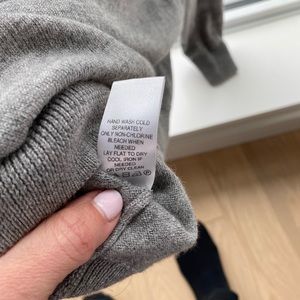 HAND WASH COLD
SEPARATELY
ONLY NON-CHLORINE
BLEACH WHEN
NEEDED
LAY FLAT TO DRY
COOL IRON IF
NEEDED
OR DRY CLEAN